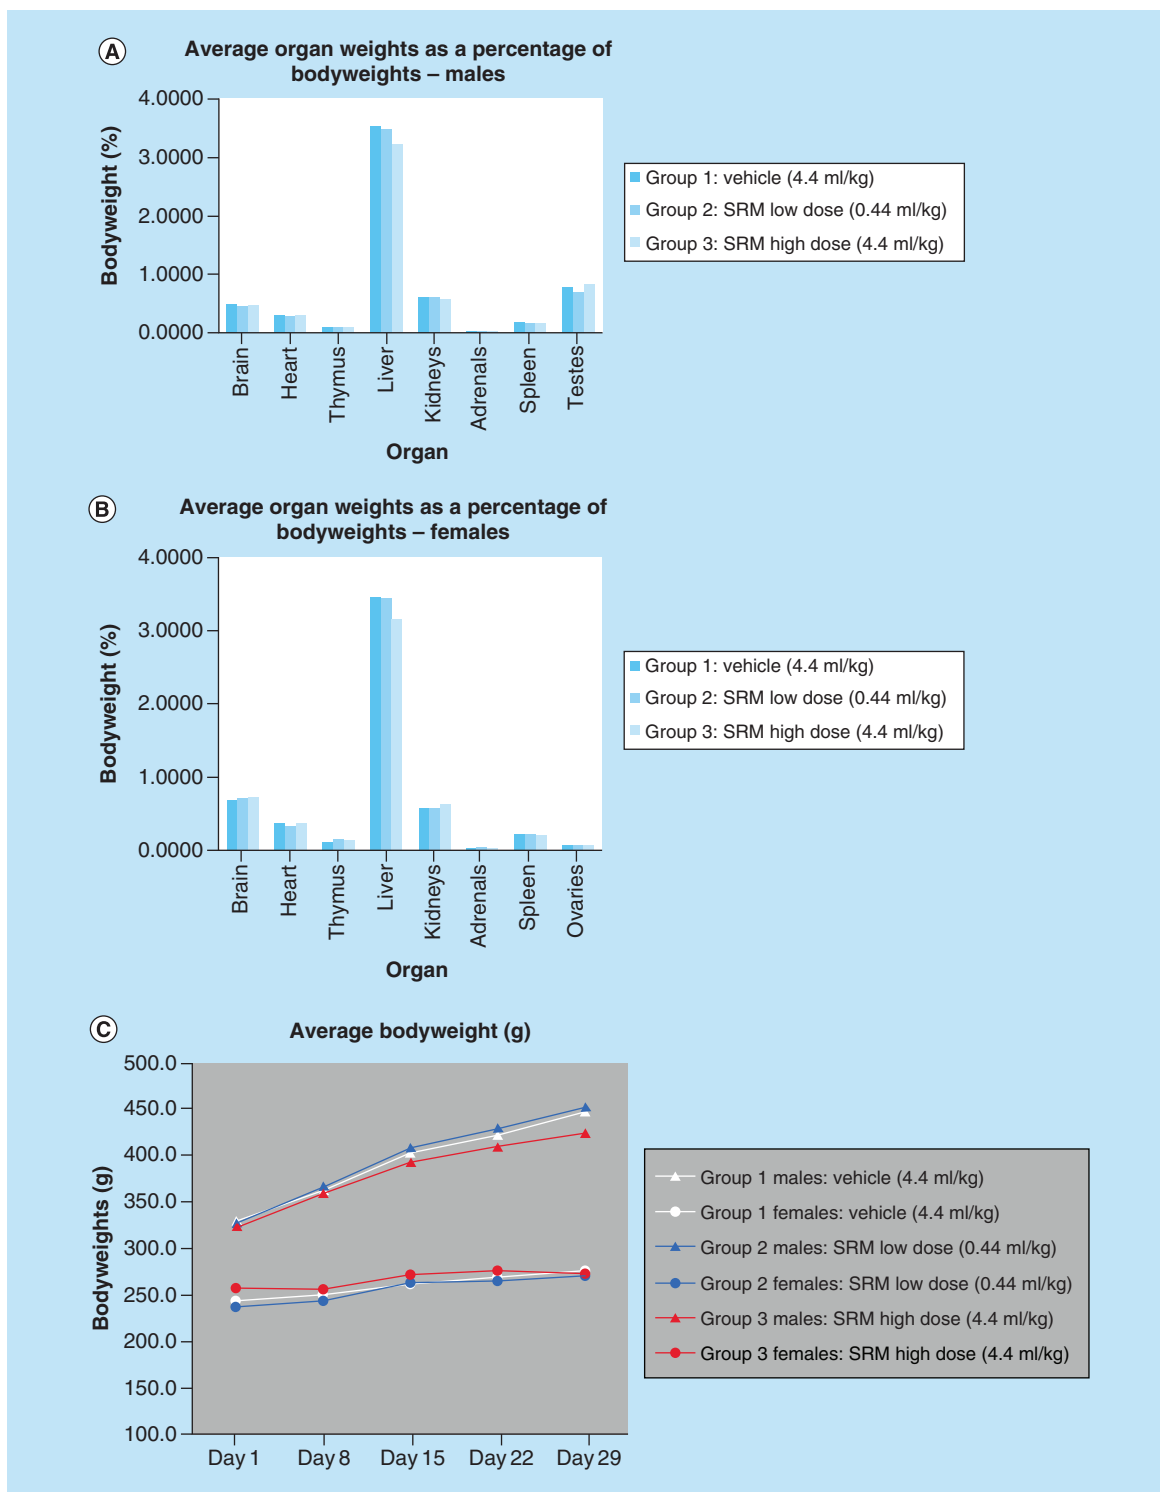 A
Average organ weights as a percentage of
bodyweights – males
4.0000
3.0000
2.0000
1.0000
0.0000
Bodyweight (%)
Brain
Heart
Thymus
Liver
Kidneys
Adrenals
Spleen
Testes
Organ
Group 1: vehicle (4.4 ml/kg)
Group 2: SRM low dose (0.44 ml/kg)
Group 3: SRM high dose (4.4 ml/kg)
B
Average organ weights as a percentage of
bodyweights – females
4.0000
3.0000
2.0000
1.0000
0.0000
Bodyweight (%)
Brain
Heart
Thymus
Liver
Kidneys
Adrenals
Spleen
Ovaries
Organ
Group 1: vehicle (4.4 ml/kg)
Group 2: SRM low dose (0.44 ml/kg)
Group 3: SRM high dose (4.4 ml/kg)
C
Average bodyweight (g)
500.0
450.0
400.0
350.0
300.0
250.0
200.0
150.0
100.0
Bodyweights (g)
Day 1
Day 8
Day 15
Day 22
Day 29
Group 1 males: vehicle (4.4 ml/kg)
Group 1 females: vehicle (4.4 ml/kg)
Group 2 males: SRM low dose (0.44 ml/kg)
Group 2 females: SRM low dose (0.44 ml/kg)
Group 3 males: SRM high dose (4.4 ml/kg)
Group 3 females: SRM high dose (4.4 ml/kg)